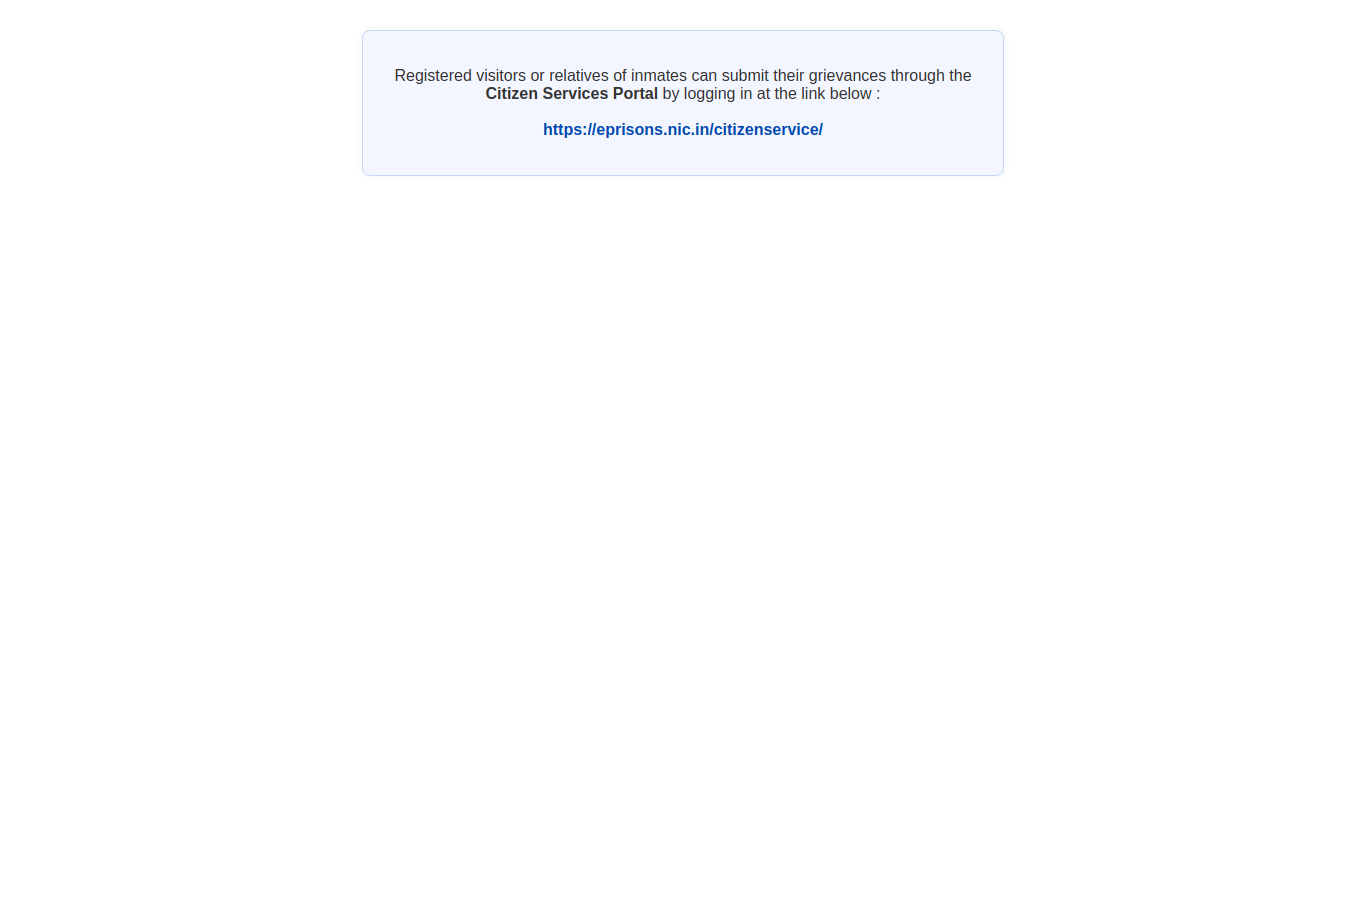 Registered visitors or relatives of inmates can submit their grievances through the
Citizen Services Portal by logging in at the link below :
https://eprisons.nic.in/citizenservice/